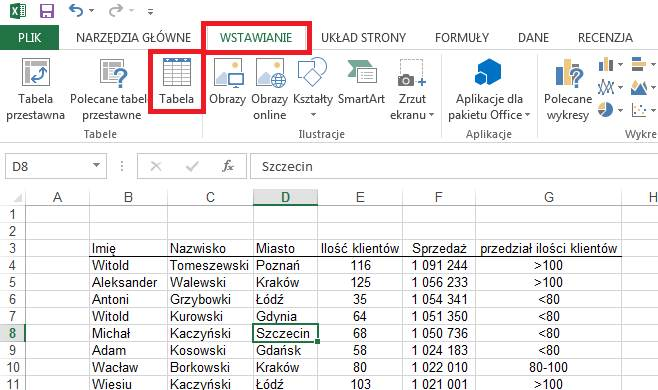 PLIK NARZĘDZIA GŁÓWNE WSTAWIANIE UKŁAD STRONY FORMUŁY DANE RECENZJA
Tabela przestawna
Polecane tabele przestawne
Tabela
Obrazy
Obrazy online
Kształty
SmartArt
Zrzut ekranu
Aplikacje dla pakietu Office
Polecane wykresy
Tabele Ilustracje Aplikacje Wykre
D8 fx Szczecin
A B C D E F G H
1
2
3 Imię Nazwisko Miasto Ilość klientów Sprzedaż przedział ilości klientów
4 Witold Tomeszewski Poznań 116 1 091 244 >100
5 Aleksander Walewski Kraków 125 1 056 233 >100
6 Antoni Grzybowki Łódź 35 1 054 341 <80
7 Witold Kurowski Gdynia 64 1 051 350 <80
8 Michał Kaczyński Szczecin 68 1 050 736 <80
9 Adam Kosowski Gdańsk 58 1 024 183 <80
10 Wacław Borkowski Kraków 80 1 022 010 80-100
11 Wiesiu Kaczyński Łódź 103 1 021 001 >100